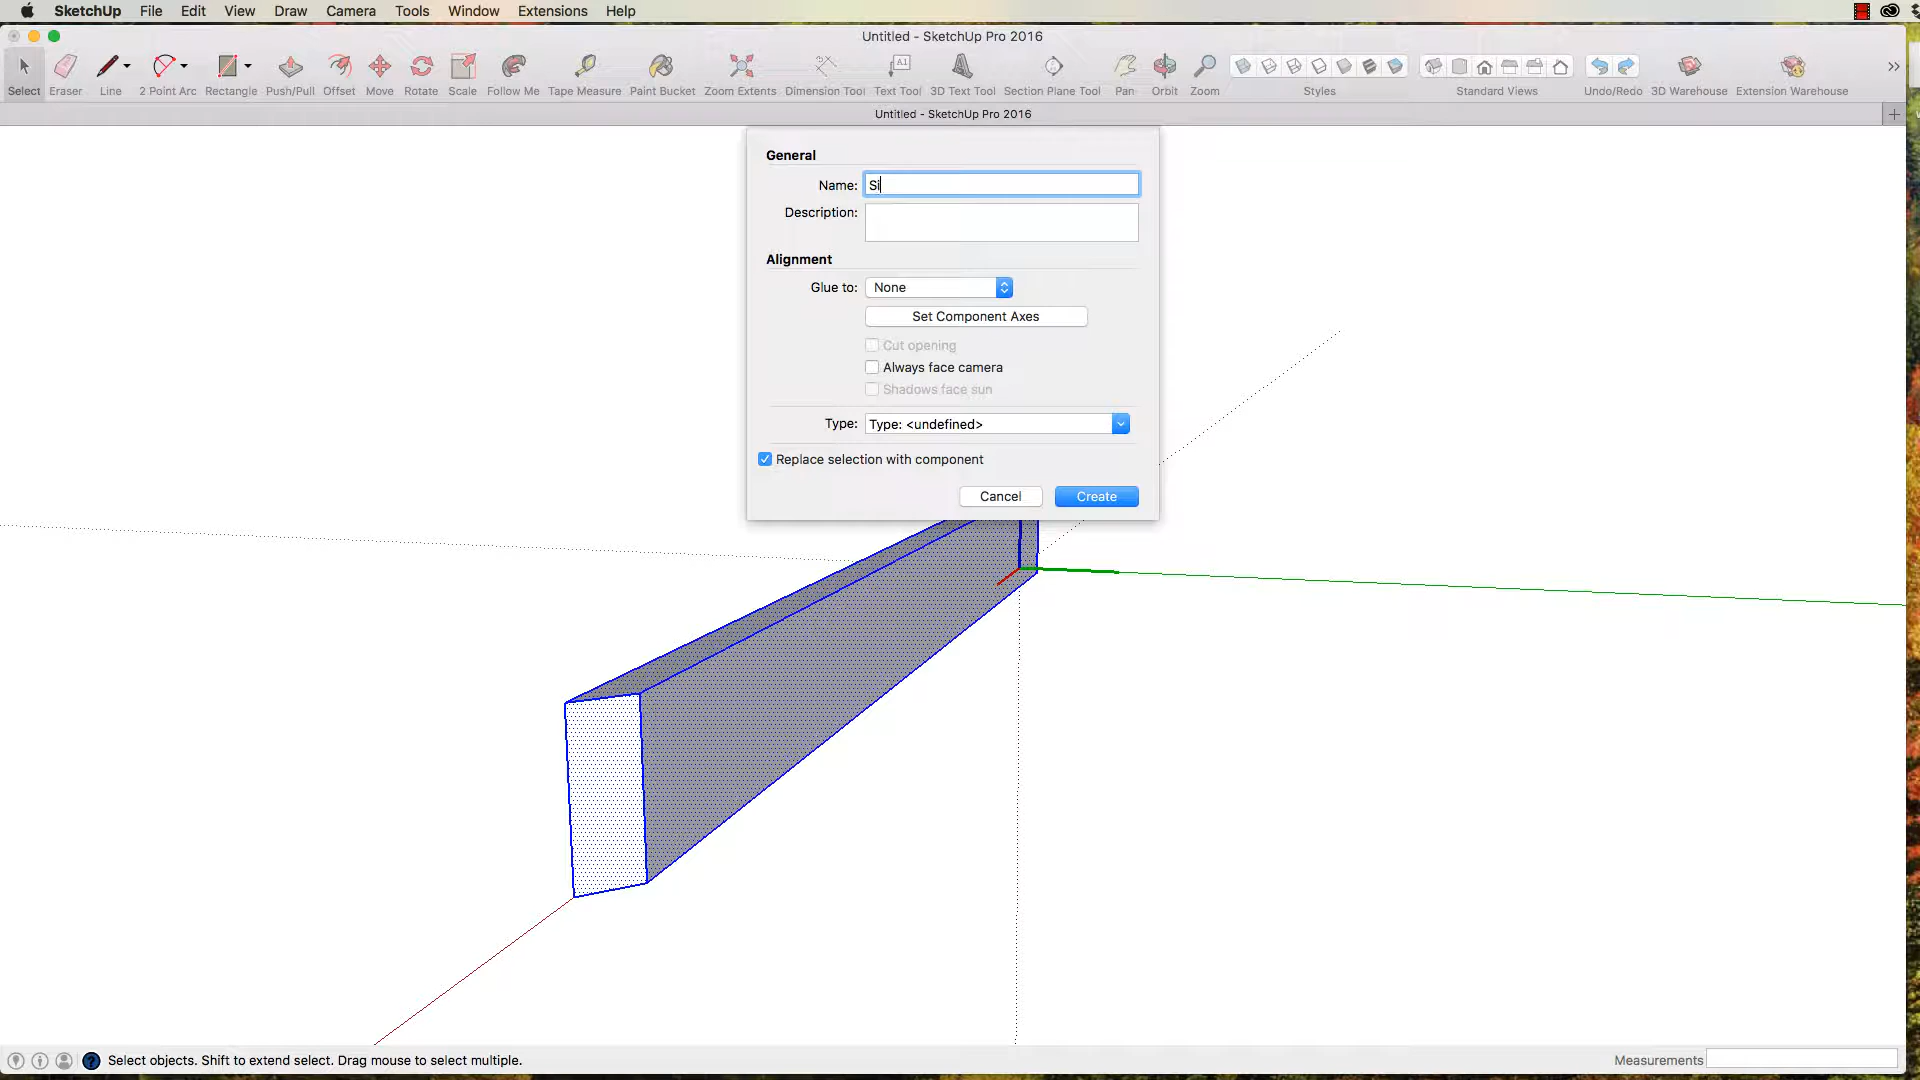 SketchUp File Edit View Draw Camera Tools Window Extensions Help
Untitled - SketchUp Pro 2016
Select Eraser Line 2 Point Arc Rectangle Push/Pull Offset Move Rotate Scale Follow Me Tape Measure Paint Bucket Zoom Extents Dimension Tool Text Tool 3D Text Tool Section Plane Tool Pan Orbit Zoom Styles Standard Views Undo/Redo 3D Warehouse Extension Warehouse
Untitled - SketchUp Pro 2016
General
Name: Si
Description:
Alignment
Glue to: None
Set Component Axes
Cut opening
Always face camera
Shadows face sun
Type: Type: <undefined>
Replace selection with component
Cancel Create
Select objects. Shift to extend select. Drag mouse to select multiple. Measurements